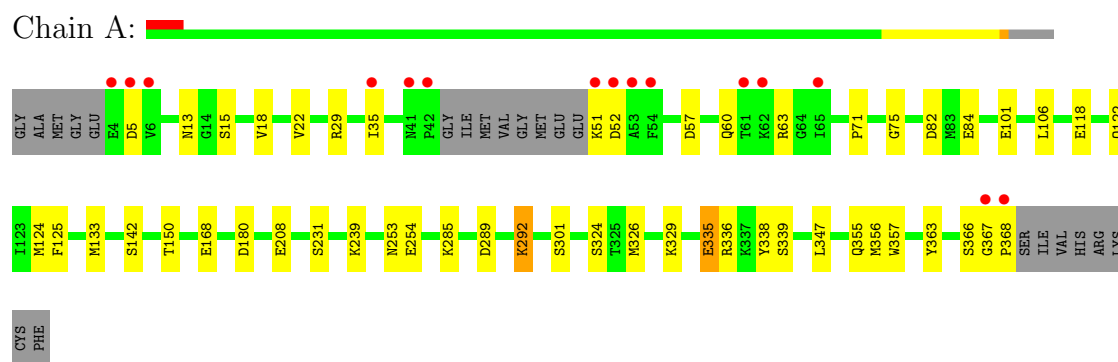 Chain A:
GLY ALA MET GLY GLU E4 D5 V6 N13 G14 S15 V18 V22 R29 I35 N41 P42 GLY ILE MET VAL GLY MET GLU GLU K51 D52 A53 F54 D57 Q60 T61 K62 R63 G64 I65 P71 G75 D82 M83 E84 E101 L106 E118
I123 M124 F125 M133 S142 T150 E168 D180 E208 S231 K239 N253 E254 K285 D289 K292 S301 S324 T325 M326 K329 E335 R336 K337 Y338 S339 L347 Q355 M356 W357 Y363 S366 G367 P368 SER ILE VAL HIS ARG LYS
CYS PHE